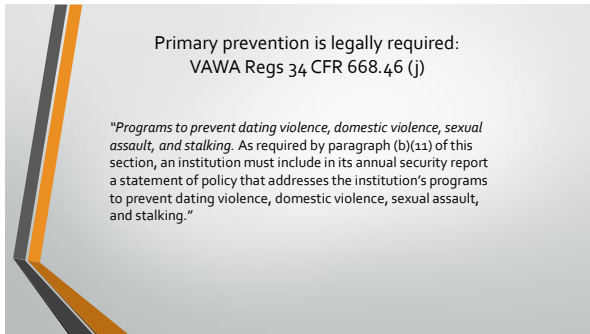 Primary prevention is legally required:
VAWA Regs 34 CFR 668.46 (j)
“Programs to prevent dating violence, domestic violence, sexual
assault, and stalking. As required by paragraph (b)(11) of this
section, an institution must include in its annual security report
a statement of policy that addresses the institution’s programs
to prevent dating violence, domestic violence, sexual assault,
and stalking.”